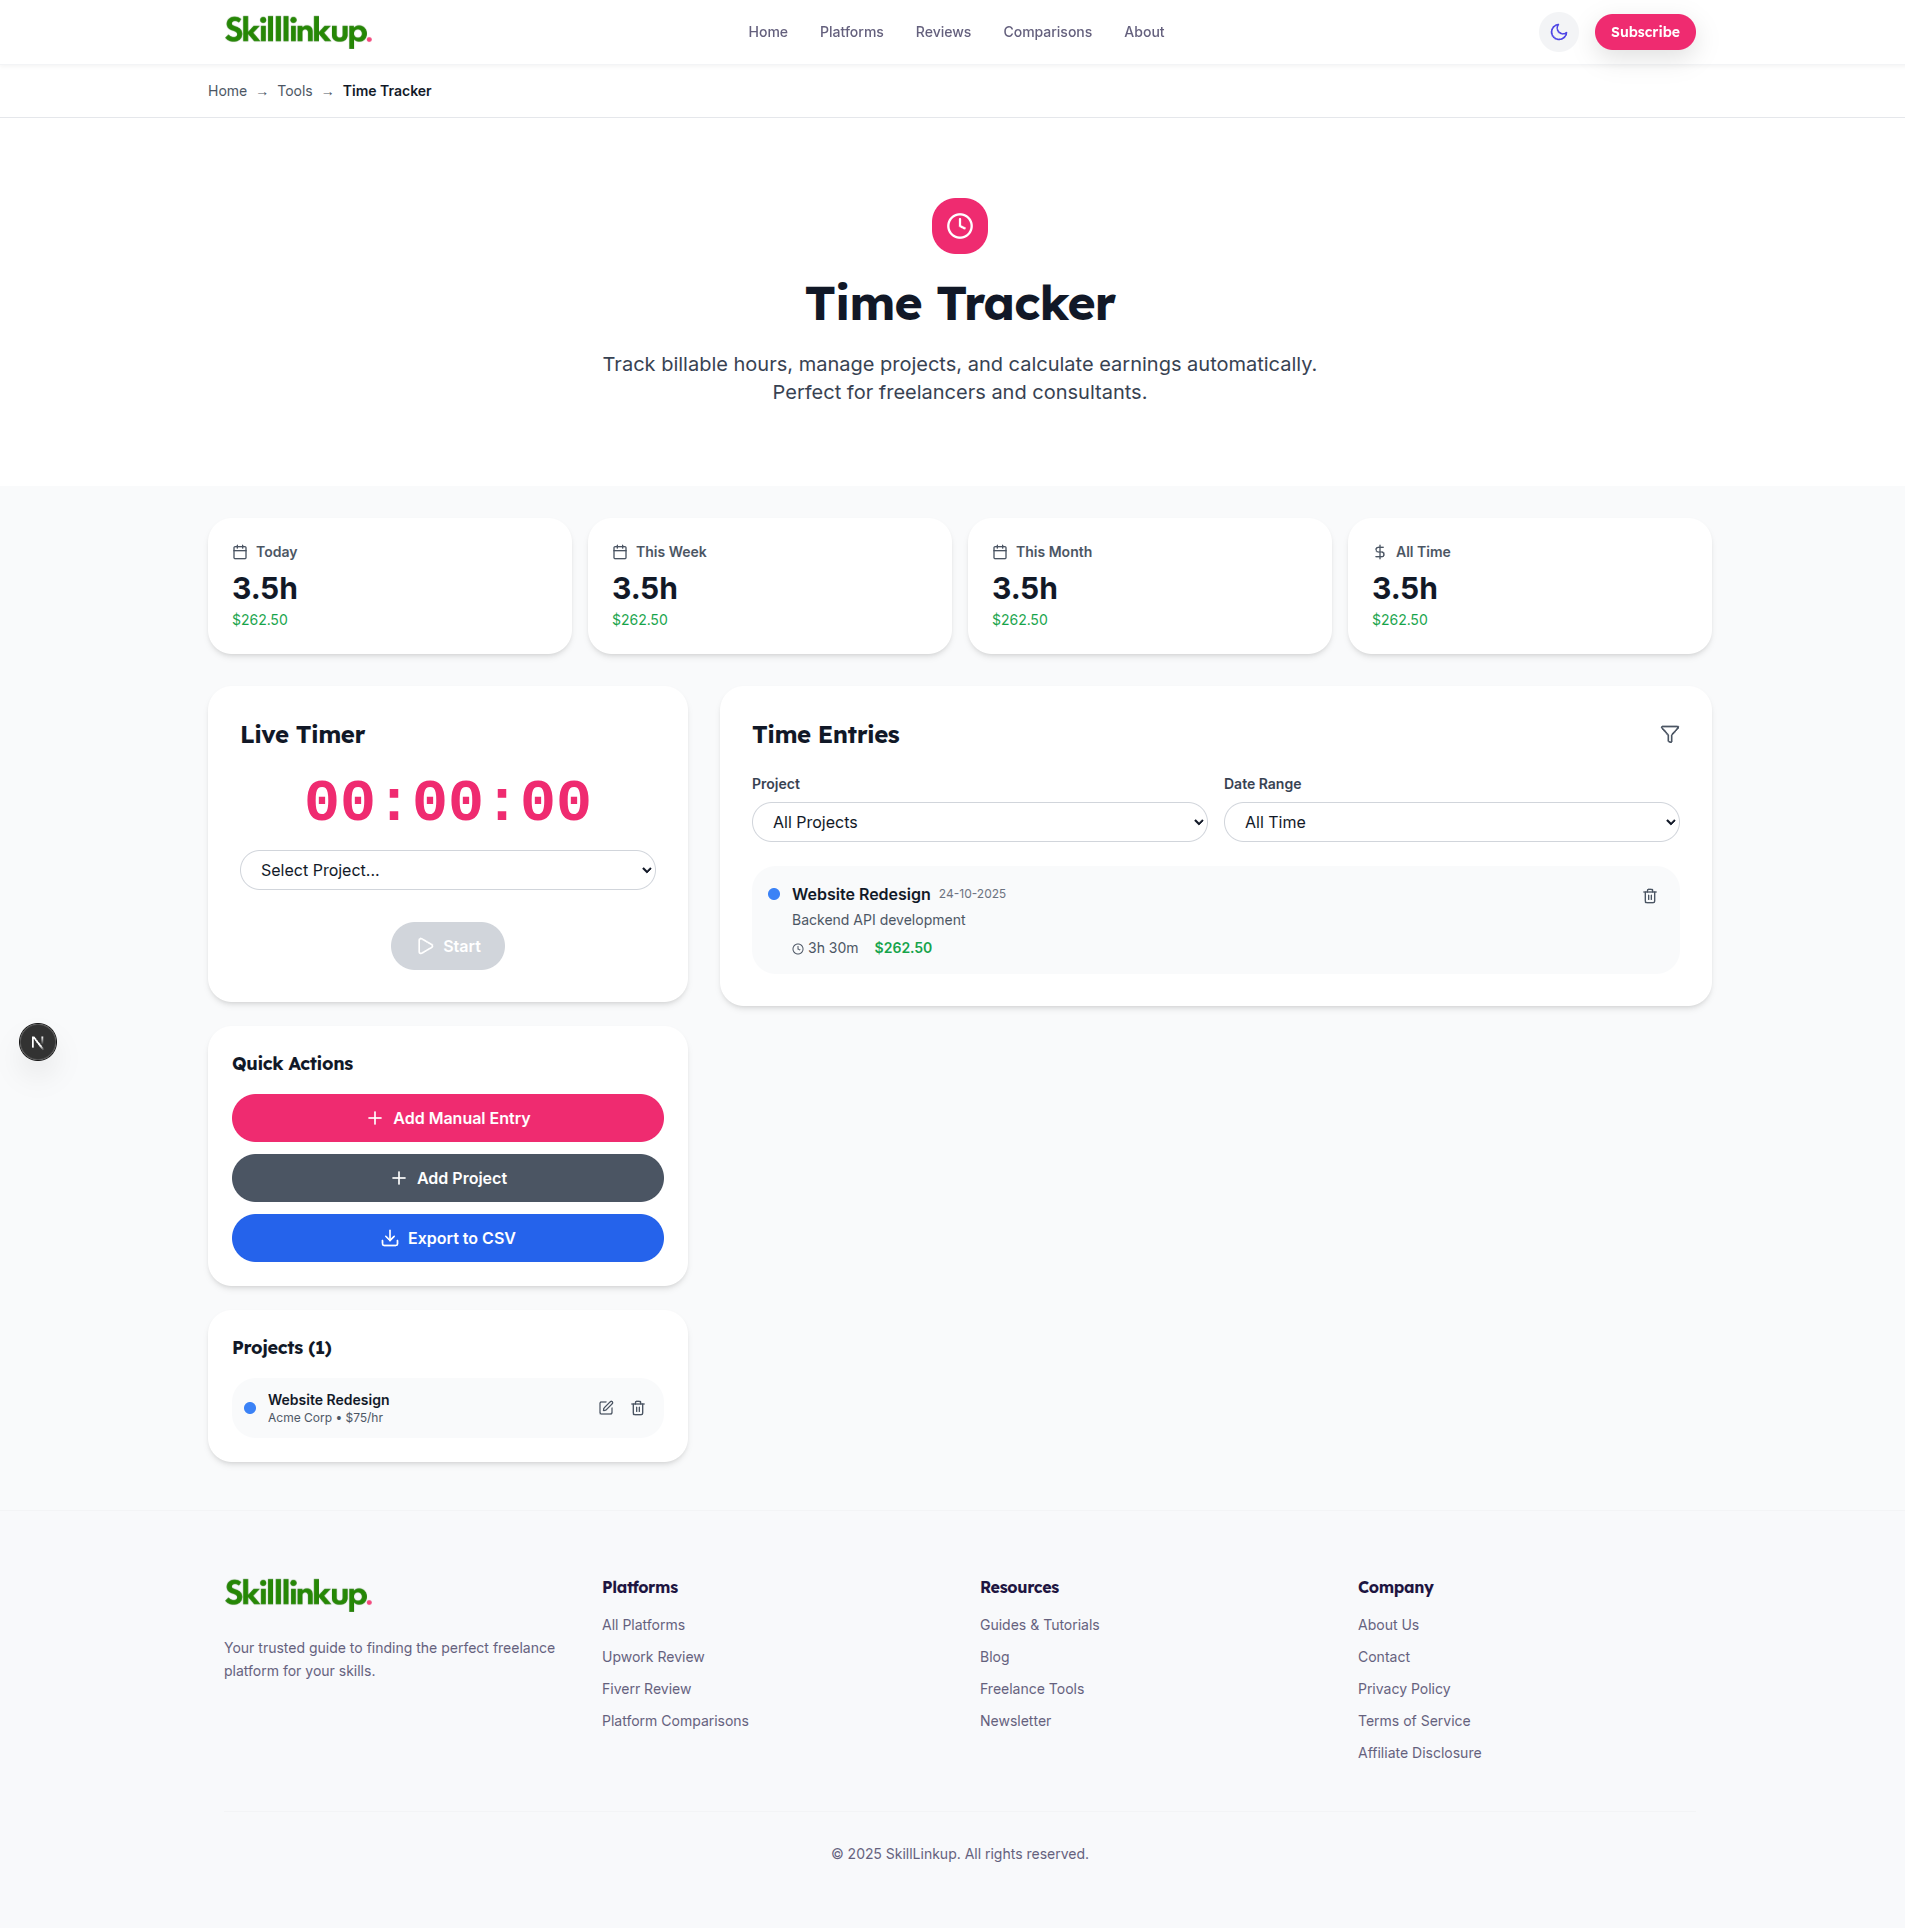 Skilllinkup.
Home
Platforms
Reviews
Comparisons
About
Subscribe
Home → Tools → Time Tracker
Time Tracker
Track billable hours, manage projects, and calculate earnings automatically.
Perfect for freelancers and consultants.
Today
3.5h
$262.50
This Week
3.5h
$262.50
This Month
3.5h
$262.50
All Time
3.5h
$262.50
Live Timer
00:00:00
Select Project...
Start
Time Entries
Project
All Projects
Date Range
All Time
Website Redesign 24-10-2025
Backend API development
3h 30m $262.50
Quick Actions
Add Manual Entry
Add Project
Export to CSV
Projects (1)
Website Redesign
Acme Corp • $75/hr
N
Skilllinkup.
Your trusted guide to finding the perfect freelance
platform for your skills.
Platforms
All Platforms
Upwork Review
Fiverr Review
Platform Comparisons
Resources
Guides & Tutorials
Blog
Freelance Tools
Newsletter
Company
About Us
Contact
Privacy Policy
Terms of Service
Affiliate Disclosure
© 2025 SkillLinkup. All rights reserved.